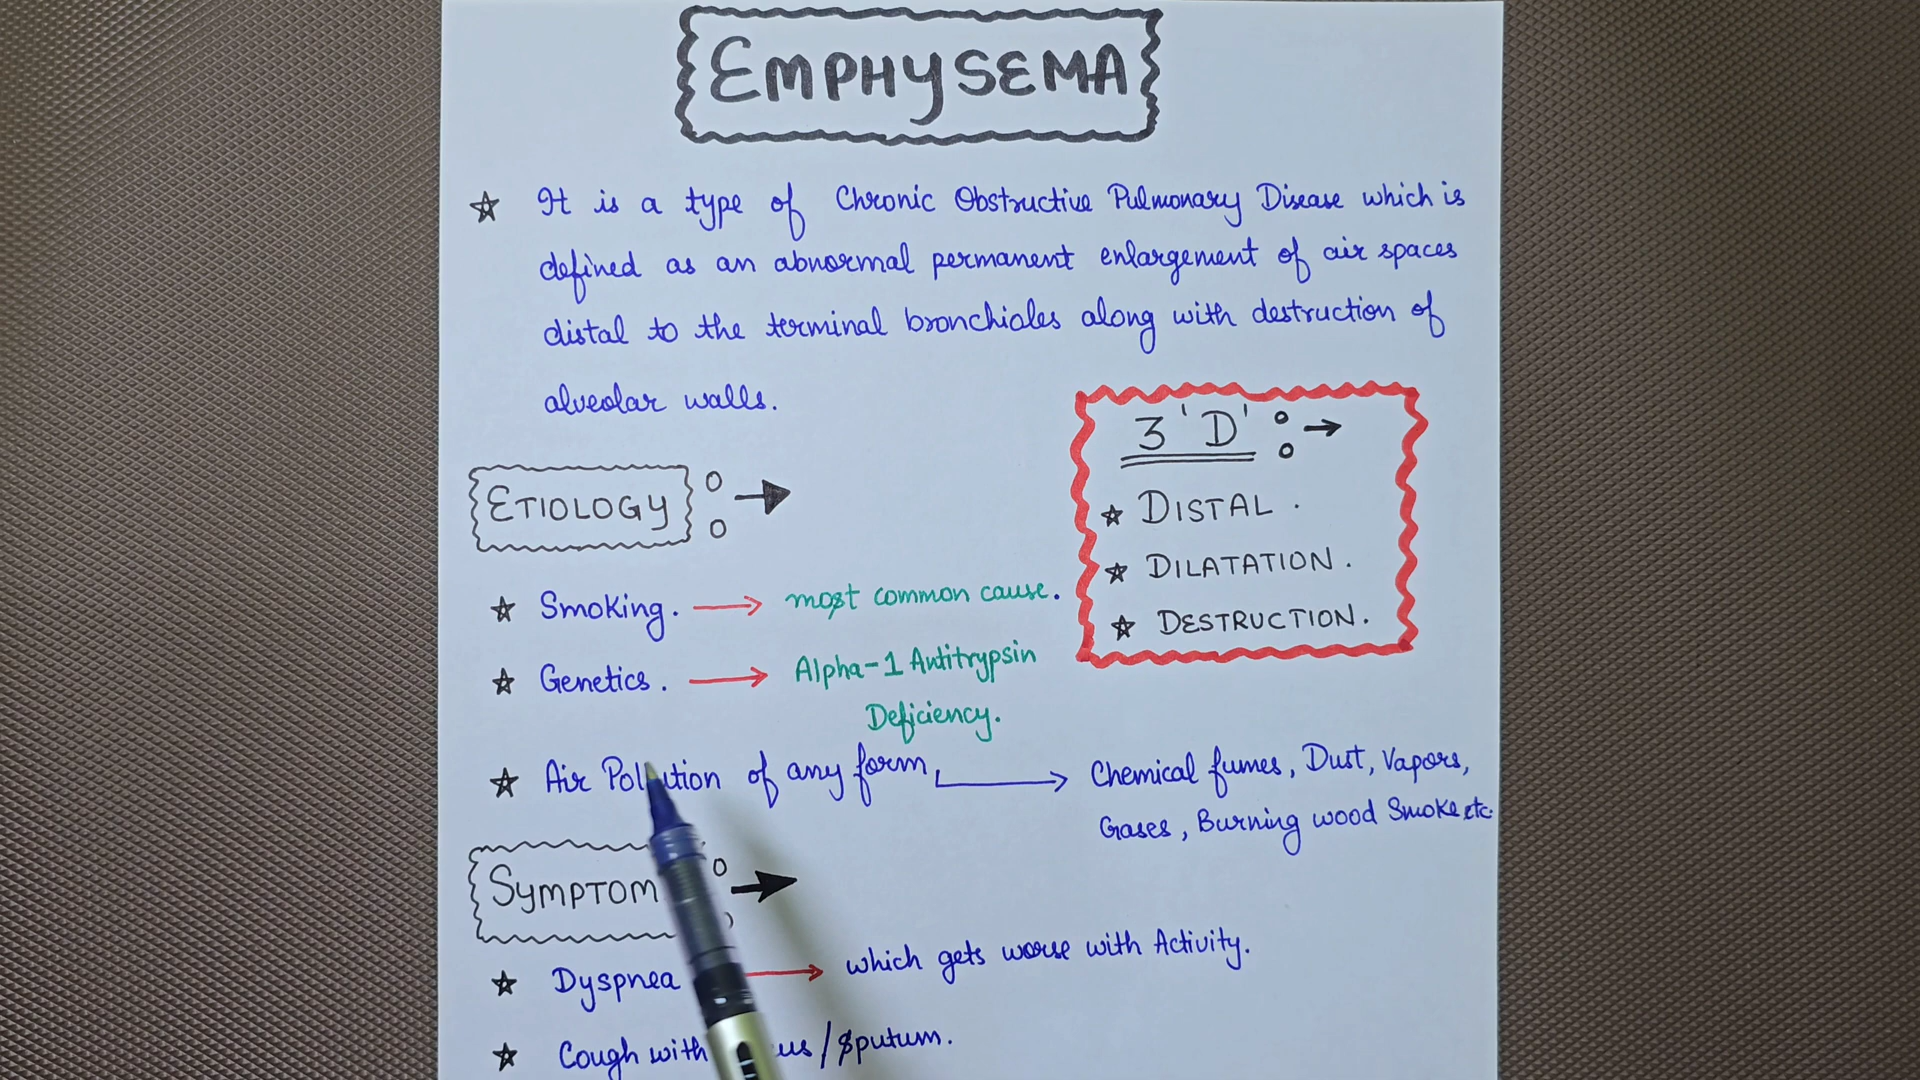 EMPHYSEMA
☆ It is a type of Chronic Obstructive Pulmonary Disease which is
defined as an abnormal permanent enlargement of air spaces
distal to the terminal bronchioles along with destruction of
alveolar walls.
3 'D' :→
☆ DISTAL .
☆ DILATATION .
☆ DESTRUCTION .
ETIOLOGY :→
☆ Smoking. → most common cause.
☆ Genetics. → Alpha-1 Antitrypsin
Deficiency.
☆ Air Pollution of any form, → Chemical fumes, Dust, Vapors,
Gases, Burning wood Smoke etc.
SYMPTOM :→
☆ Dyspnea → which gets worse with Activity.
☆ Cough with /Sputum.